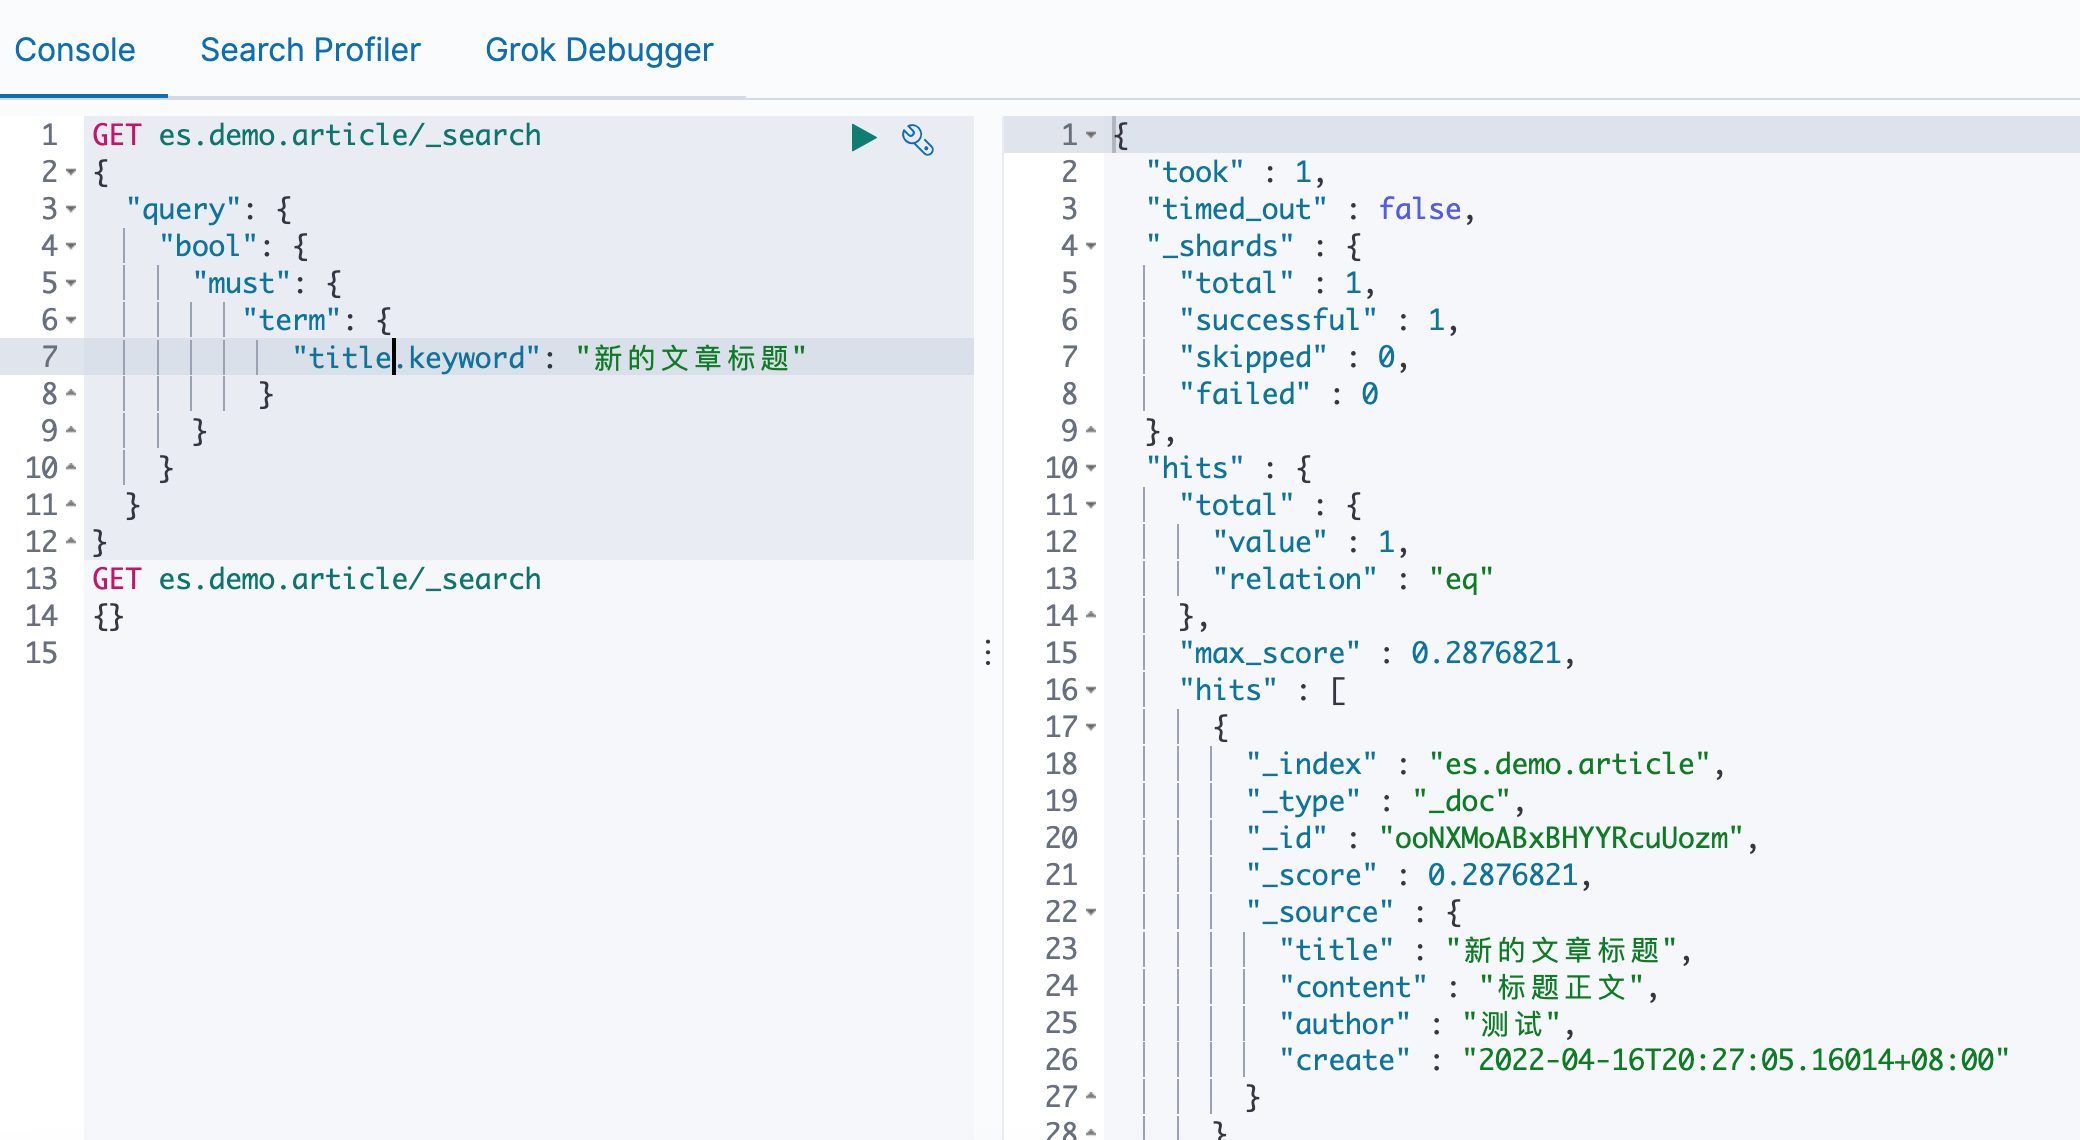 Console Search Profiler Grok Debugger
1 GET es.demo.article/_search
2 {
3 "query": {
4 "bool": {
5 "must": {
6 "term": {
7 "title.keyword": "新的文章标题"
8 }
9 }
10 }
11 }
12 }
13 GET es.demo.article/_search
14 {}
15
1 {
2 "took" : 1,
3 "timed_out" : false,
4 "_shards" : {
5 "total" : 1,
6 "successful" : 1,
7 "skipped" : 0,
8 "failed" : 0
9 },
10 "hits" : {
11 "total" : {
12 "value" : 1,
13 "relation" : "eq"
14 },
15 "max_score" : 0.2876821,
16 "hits" : [
17 {
18 "_index" : "es.demo.article",
19 "_type" : "_doc",
20 "_id" : "ooNXMoABxBHYYRcuUozm",
21 "_score" : 0.2876821,
22 "_source" : {
23 "title" : "新的文章标题",
24 "content" : "标题正文",
25 "author" : "测试",
26 "create" : "2022-04-16T20:27:05.16014+08:00"
27 }
28 }